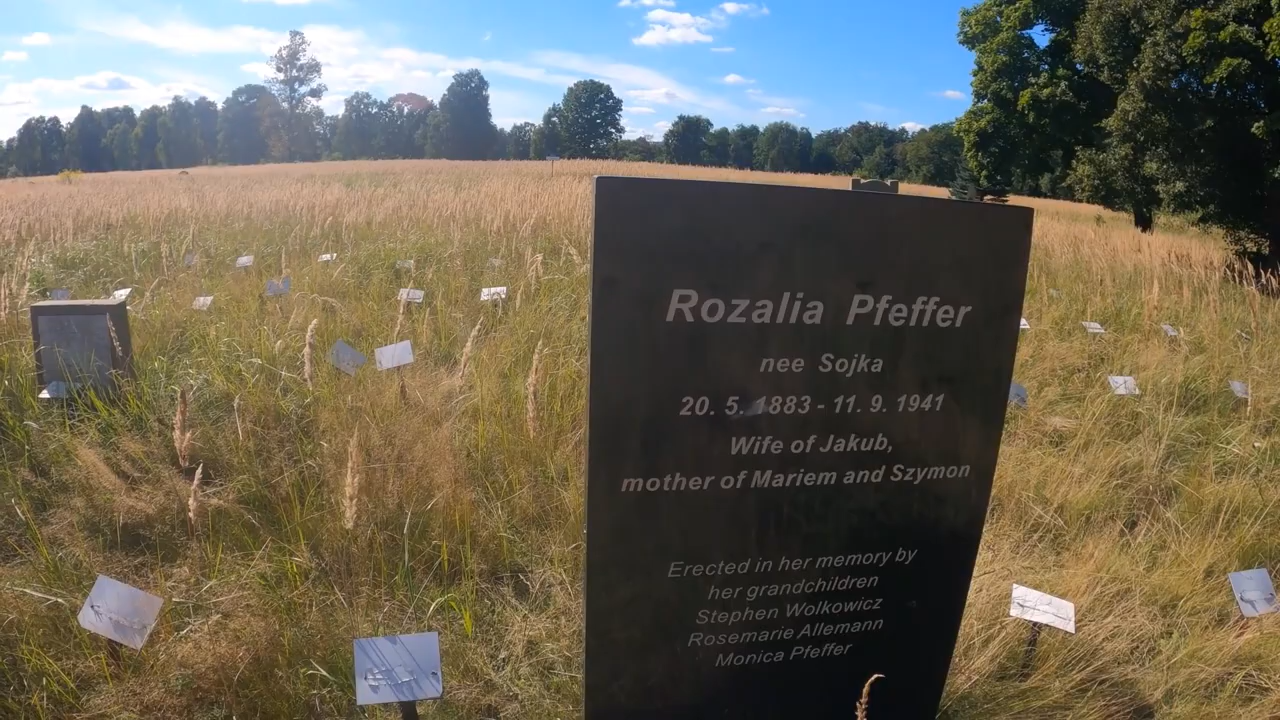 Rozalia Pfeffer
nee Sojka
20. 5. 1883 - 11. 9. 1941
Wife of Jakub,
mother of Mariem and Szymon
Erected in her memory by
her grandchildren
Stephen Wolkowicz
Rosemarie Allemann
Monica Pfeffer